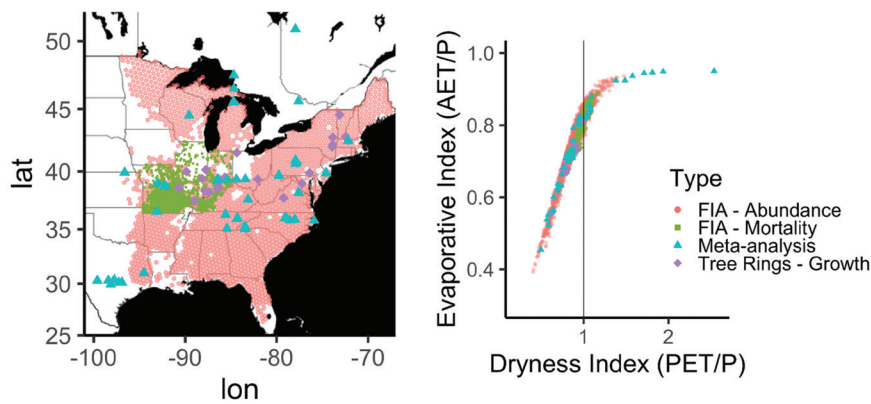 50
45
40
35
30
25
lat
-100
-90
-80
-70
lon
1.0
0.8
0.6
0.4
Evaporative Index (AET/P)
1
2
Dryness Index (PET/P)
Type
FIA - Abundance
FIA - Mortality
Meta-analysis
Tree Rings - Growth